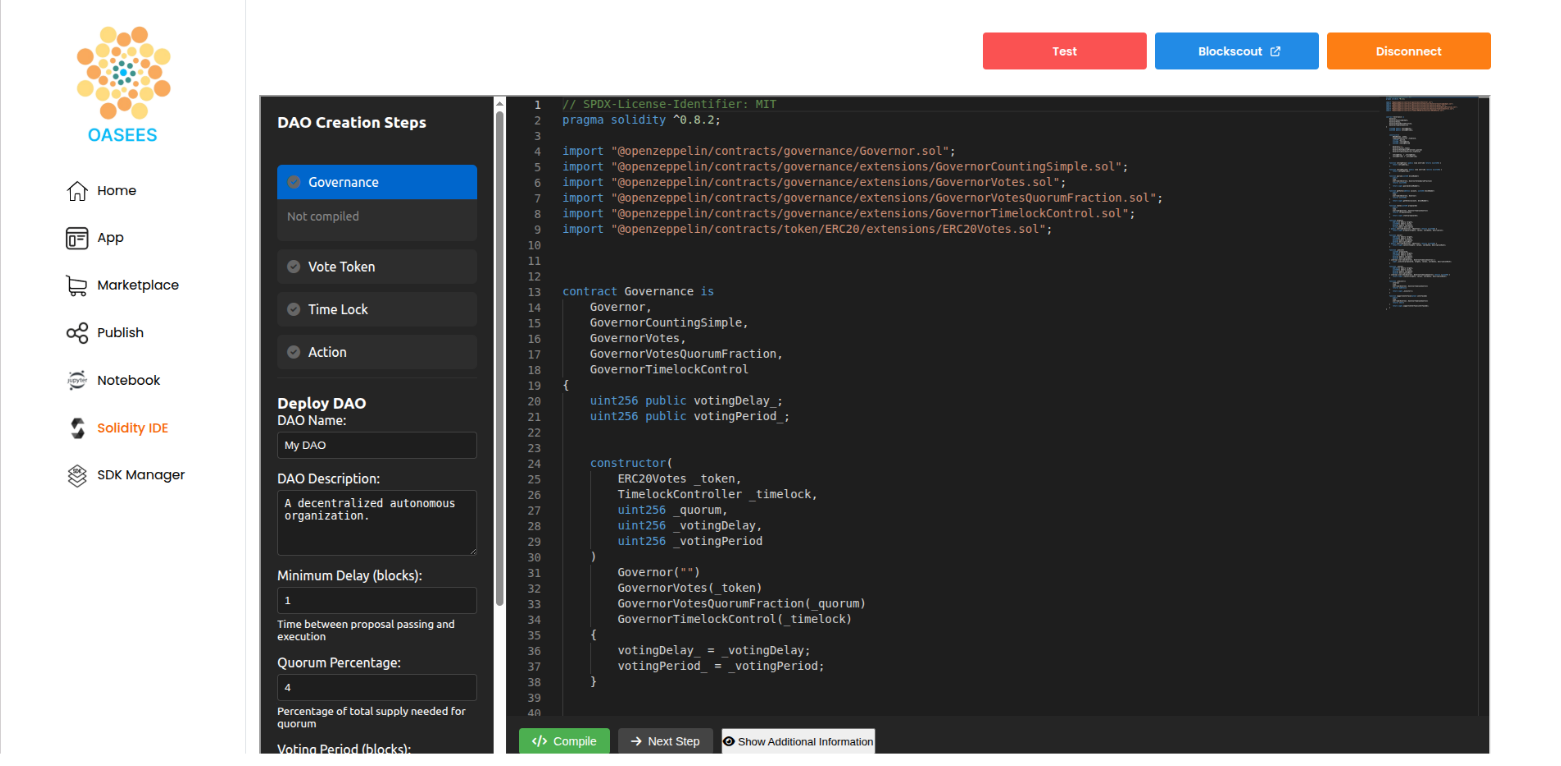 OASEES
Home
App
Marketplace
Publish
Notebook
Solidity IDE
SDK Manager
Test
Blockscout
Disconnect
DAO Creation Steps
Governance
Not compiled
Vote Token
Time Lock
Action
Deploy DAO
DAO Name:
My DAO
DAO Description:
A decentralized autonomous
organization.
Minimum Delay (blocks):
1
Time between proposal passing and
execution
Quorum Percentage:
4
Percentage of total supply needed for
quorum
Voting Period (blocks):
1 // SPDX-License-Identifier: MIT
2 pragma solidity ^0.8.2;
3
4 import "@openzeppelin/contracts/governance/Governor.sol";
5 import "@openzeppelin/contracts/governance/extensions/GovernorCountingSimple.sol";
6 import "@openzeppelin/contracts/governance/extensions/GovernorVotes.sol";
7 import "@openzeppelin/contracts/governance/extensions/GovernorVotesQuorumFraction.sol";
8 import "@openzeppelin/contracts/governance/extensions/GovernorTimelockControl.sol";
9 import "@openzeppelin/contracts/token/ERC20/extensions/ERC20Votes.sol";
10
11
12
13 contract Governance is
14 Governor,
15 GovernorCountingSimple,
16 GovernorVotes,
17 GovernorVotesQuorumFraction,
18 GovernorTimelockControl
19 {
20 uint256 public votingDelay_;
21 uint256 public votingPeriod_;
22
23
24 constructor(
25 ERC20Votes _token,
26 TimelockController _timelock,
27 uint256 _quorum,
28 uint256 _votingDelay,
29 uint256 _votingPeriod
30 )
31 Governor("")
32 GovernorVotes(_token)
33 GovernorVotesQuorumFraction(_quorum)
34 GovernorTimelockControl(_timelock)
35 {
36 votingDelay_ = _votingDelay;
37 votingPeriod_ = _votingPeriod;
38 }
39
40
</> Compile
Next Step
Show Additional Information